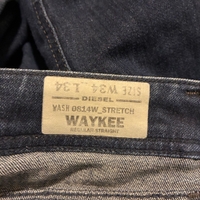 SIZE W34 L34
DIESEL
WASH 0814W_STRETCH
WAYKEE
REGULAR-STRAIGHT